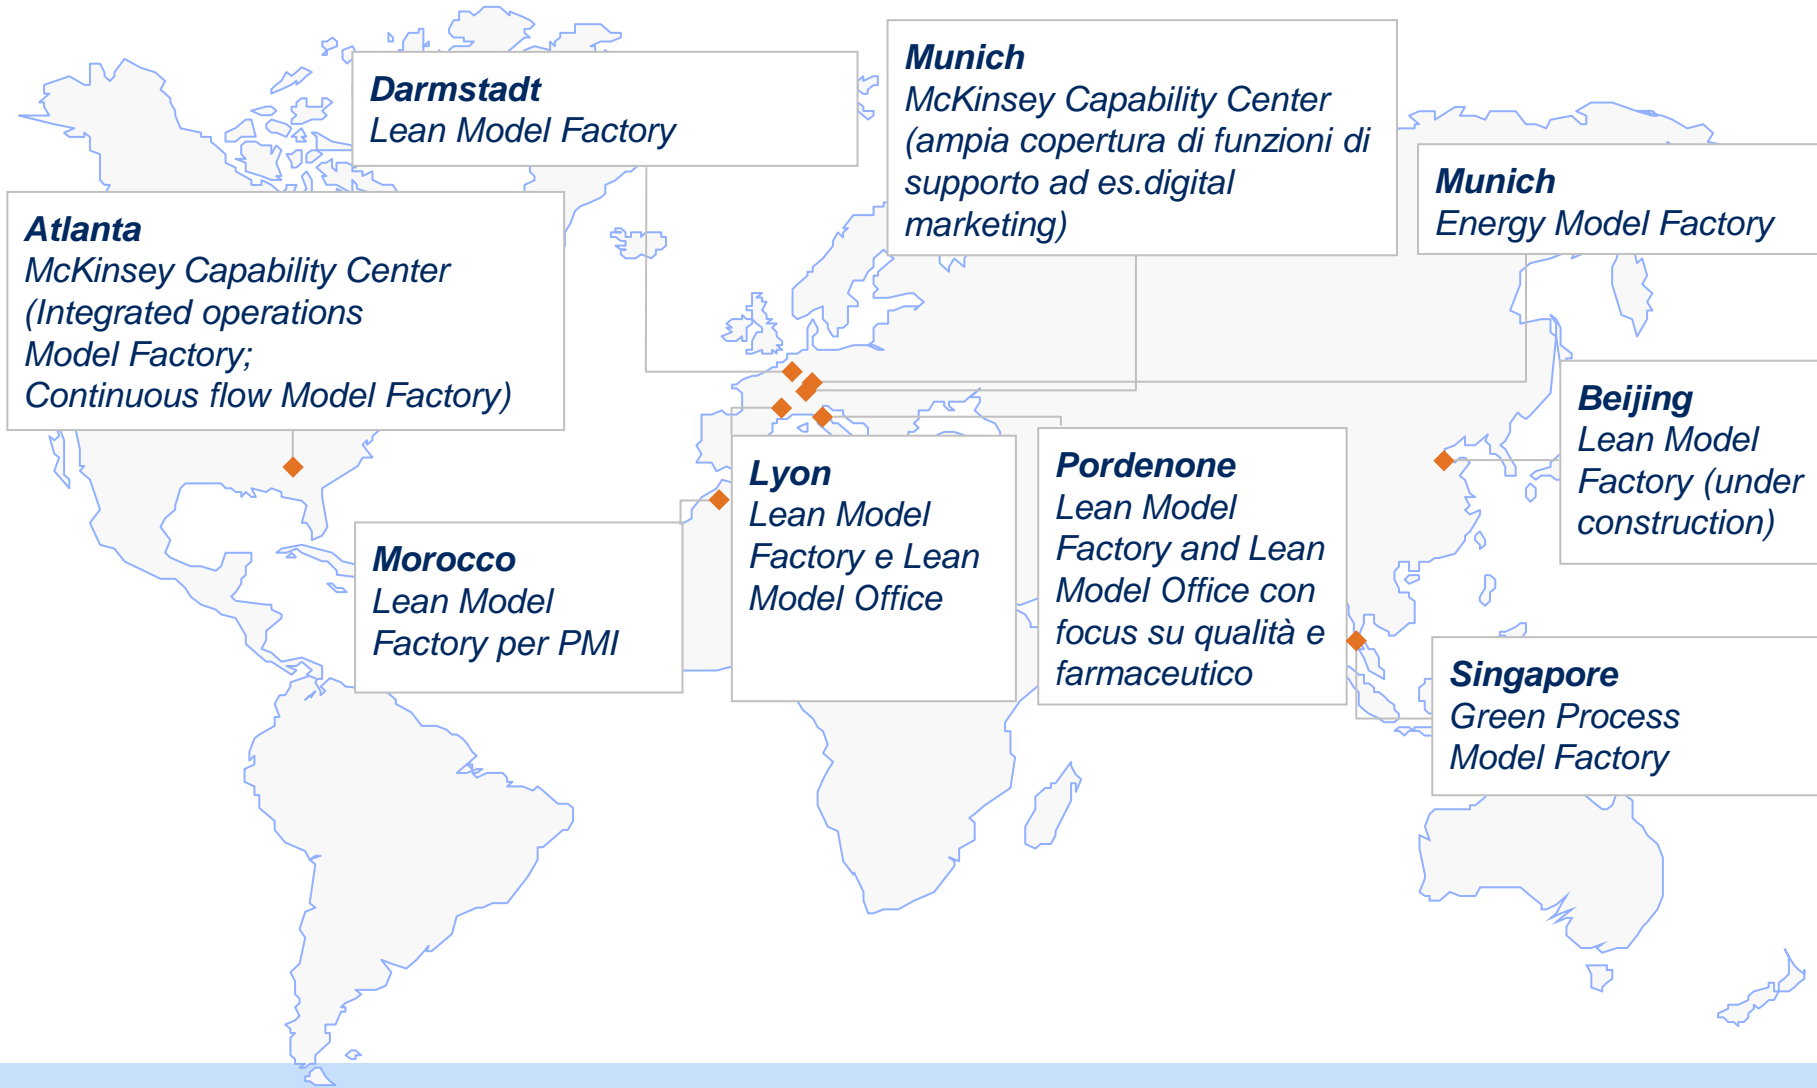 Darmstadt
Lean Model Factory
Munich
McKinsey Capability Center
(ampia copertura di funzioni di
supporto ad es.digital
marketing)
Munich
Energy Model Factory
Atlanta
McKinsey Capability Center
(Integrated operations
Model Factory;
Continuous flow Model Factory)
Beijing
Lean Model
Factory (under
construction)
Lyon
Lean Model
Factory e Lean
Model Office
Pordenone
Lean Model
Factory and Lean
Model Office con
focus su qualità e
farmaceutico
Morocco
Lean Model
Factory per PMI
Singapore
Green Process
Model Factory